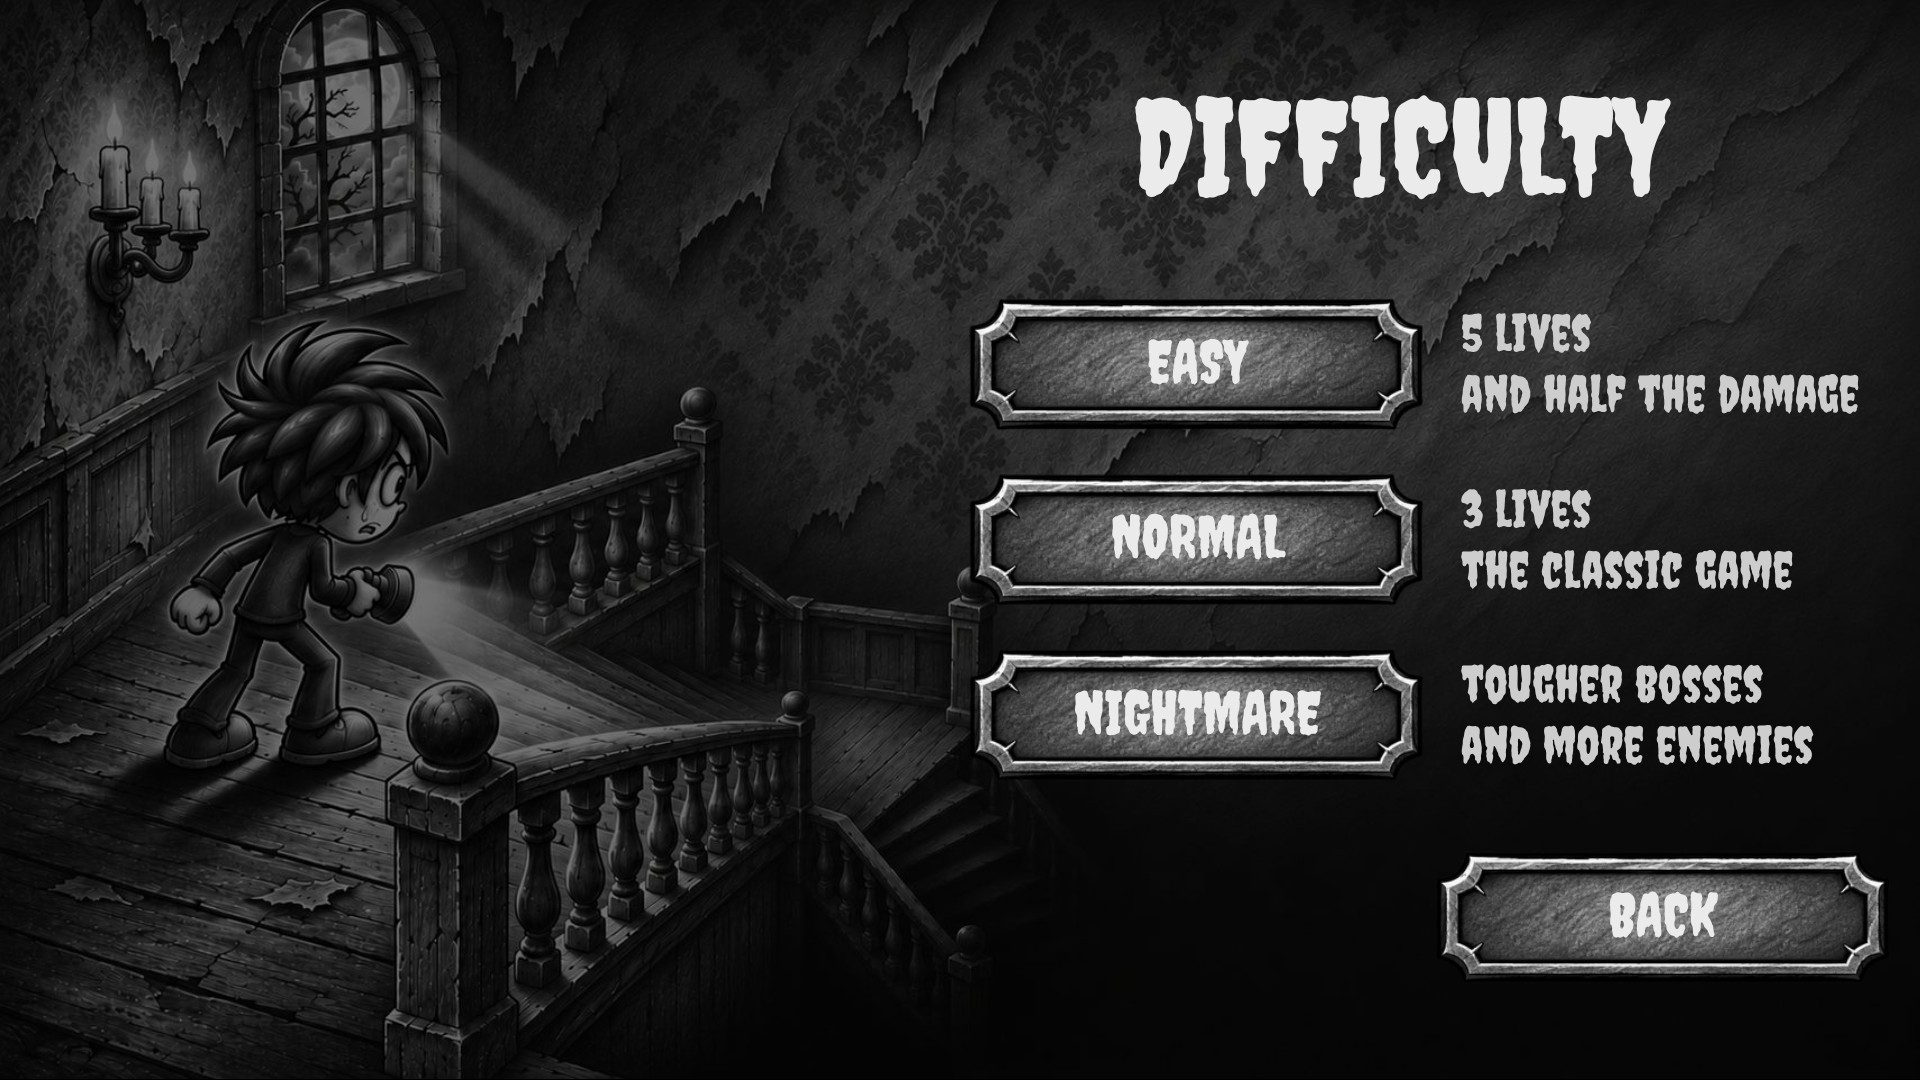 DIFFICULTY
EASY
5 LIVES
AND HALF THE DAMAGE
NORMAL
3 LIVES
THE CLASSIC GAME
NIGHTMARE
TOUGHER BOSSES
AND MORE ENEMIES
BACK